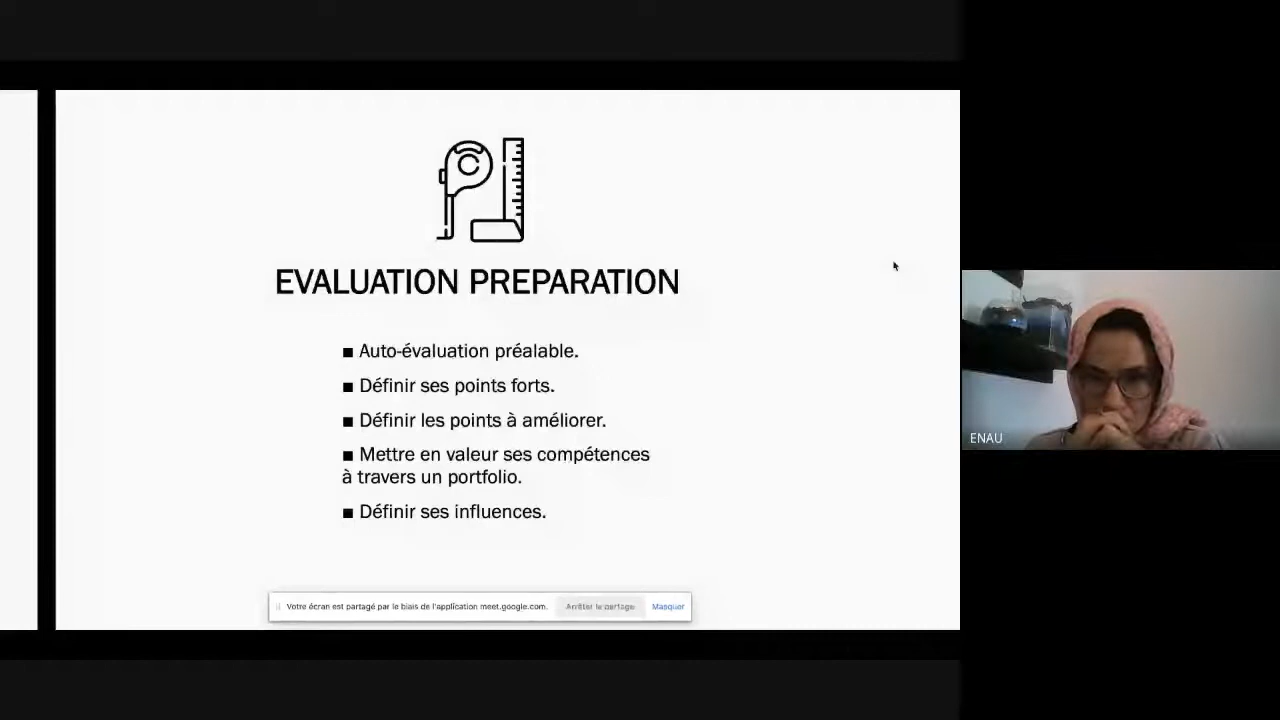 EVALUATION PREPARATION
■ Auto-évaluation préalable.
■ Définir ses points forts.
■ Définir les points à améliorer.
■ Mettre en valeur ses compétences
à travers un portfolio.
■ Définir ses influences.
ENAU
Votre écran est partagé par le biais de l'application meet.google.com.
Arrêter le partage
Masquer